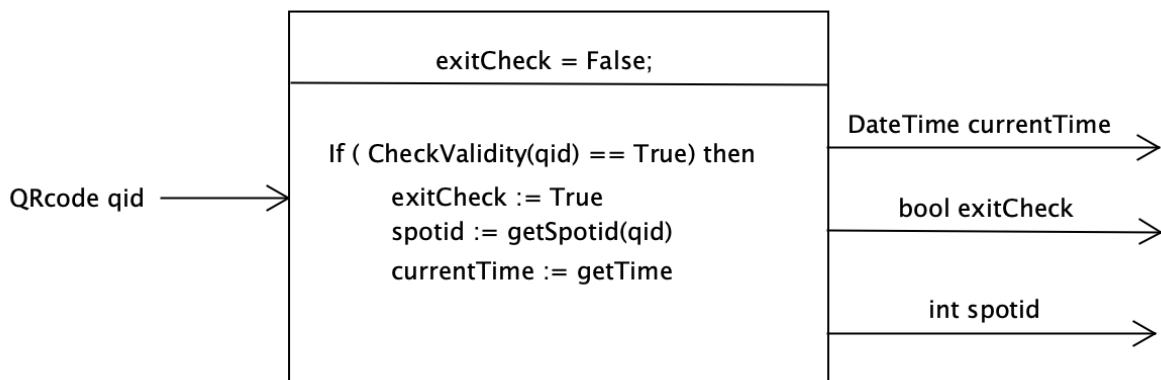 exitCheck = False;
DateTime currentTime
If ( CheckValidity(qid) == True) then
QRcode qid
exitCheck := True
bool exitCheck
spotid := getSpotid(qid)
currentTime := getTime
int spotid